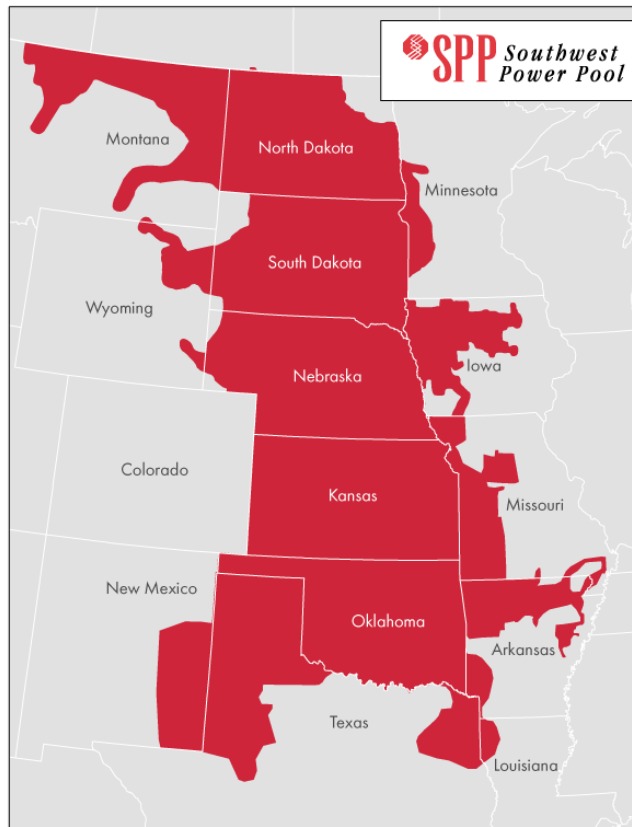 SPP Southwest
Power Pool
Montana
North Dakota
Minnesota
South Dakota
Wyoming
Iowa
Nebraska
Colorado
Kansas
Missouri
New Mexico
Oklahoma
Arkansas
Texas
Louisiana